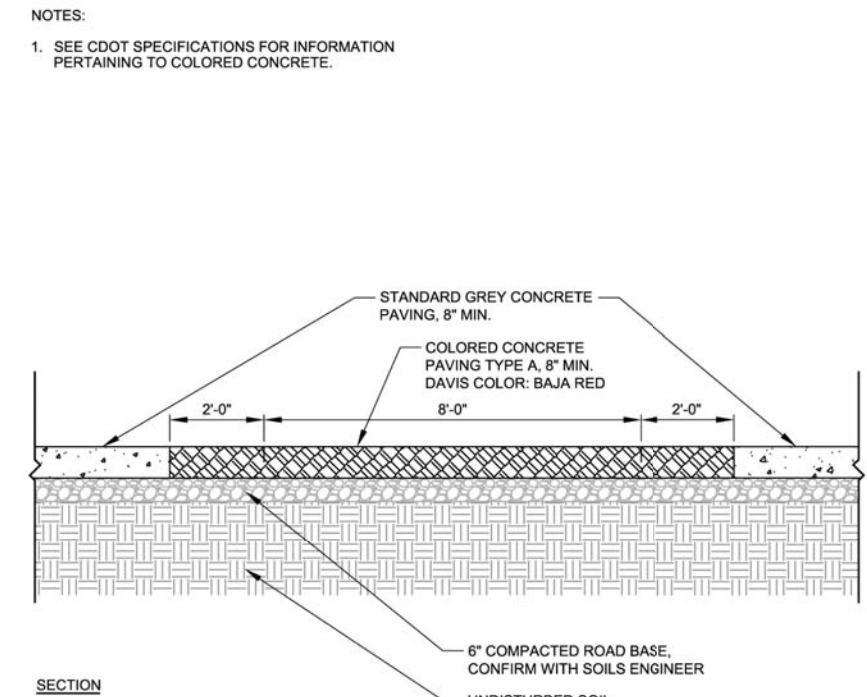 NOTES:
1. SEE CDOT SPECIFICATIONS FOR INFORMATION
PERTAINING TO COLORED CONCRETE.
STANDARD GREY CONCRETE
PAVING, 8" MIN.
COLORED CONCRETE
PAVING TYPE A, 8" MIN.
DAVIS COLOR: BAJA RED
2'-0" 8'-0" 2'-0"
6" COMPACTED ROAD BASE,
CONFIRM WITH SOILS ENGINEER
SECTION
UNDISTURBED SOIL